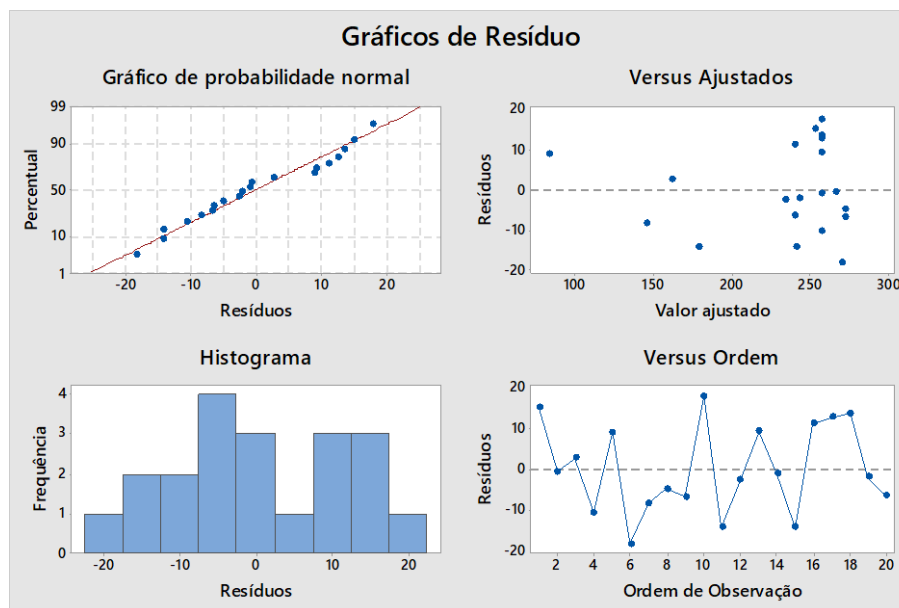 Gráficos de Resíduo
Gráfico de probabilidade normal
99
90
50
10
1
Percentual
-20 -10 0 10 20
Resíduos
Versus Ajustados
20
10
0
-10
-20
Resíduos
100 150 200 250 300
Valor ajustado
Histograma
4
3
2
1
0
Frequência
-20 -10 0 10 20
Resíduos
Versus Ordem
20
10
0
-10
-20
Resíduos
2 4 6 8 10 12 14 16 18 20
Ordem de Observação